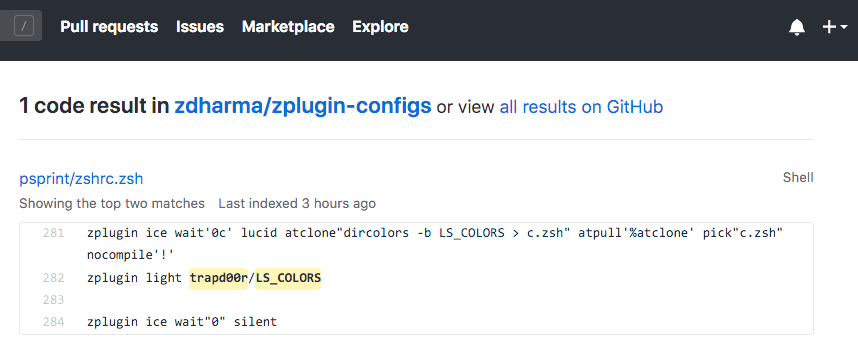 / Pull requests Issues Marketplace Explore
1 code result in zdharma/zplugin-configs or view all results on GitHub
psprint/zshrc.zsh Shell
Showing the top two matches Last indexed 3 hours ago
281 zplugin ice wait'0c' lucid atclone"dircolors -b LS_COLORS > c.zsh" atpull'%atclone' pick"c.zsh"
nocompile'!'
282 zplugin light trapd00r/LS_COLORS
283
284 zplugin ice wait"0" silent